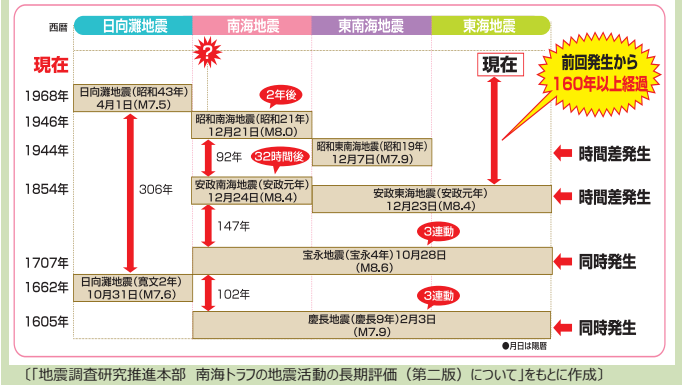 西暦 日向灘地震 南海地震 東南海地震 東海地震
現在
?
現在
前回発生から
160年以上経過
1968年
日向灘地震(昭和43年)
4月1日(M7.5)
2年後
1946年
昭和南海地震(昭和21年)
12月21日(M8.0)
1944年
92年
32時間後
昭和東南海地震(昭和19年)
12月7日(M7.9)
時間差発生
306年
1854年
安政南海地震(安政元年)
12月24日(M8.4)
安政東海地震(安政元年)
12月23日(M8.4)
時間差発生
147年
3連動
1707年
宝永地震(宝永4年)10月28日
(M8.6)
同時発生
1662年
日向灘地震(寛文2年)
10月31日(M7.6)
102年
3連動
1605年
慶長地震(慶長9年)2月3日
(M7.9)
同時発生
●月日は陽暦
〔「地震調査研究推進本部 南海トラフの地震活動の長期評価(第二版)について」をもとに作成〕